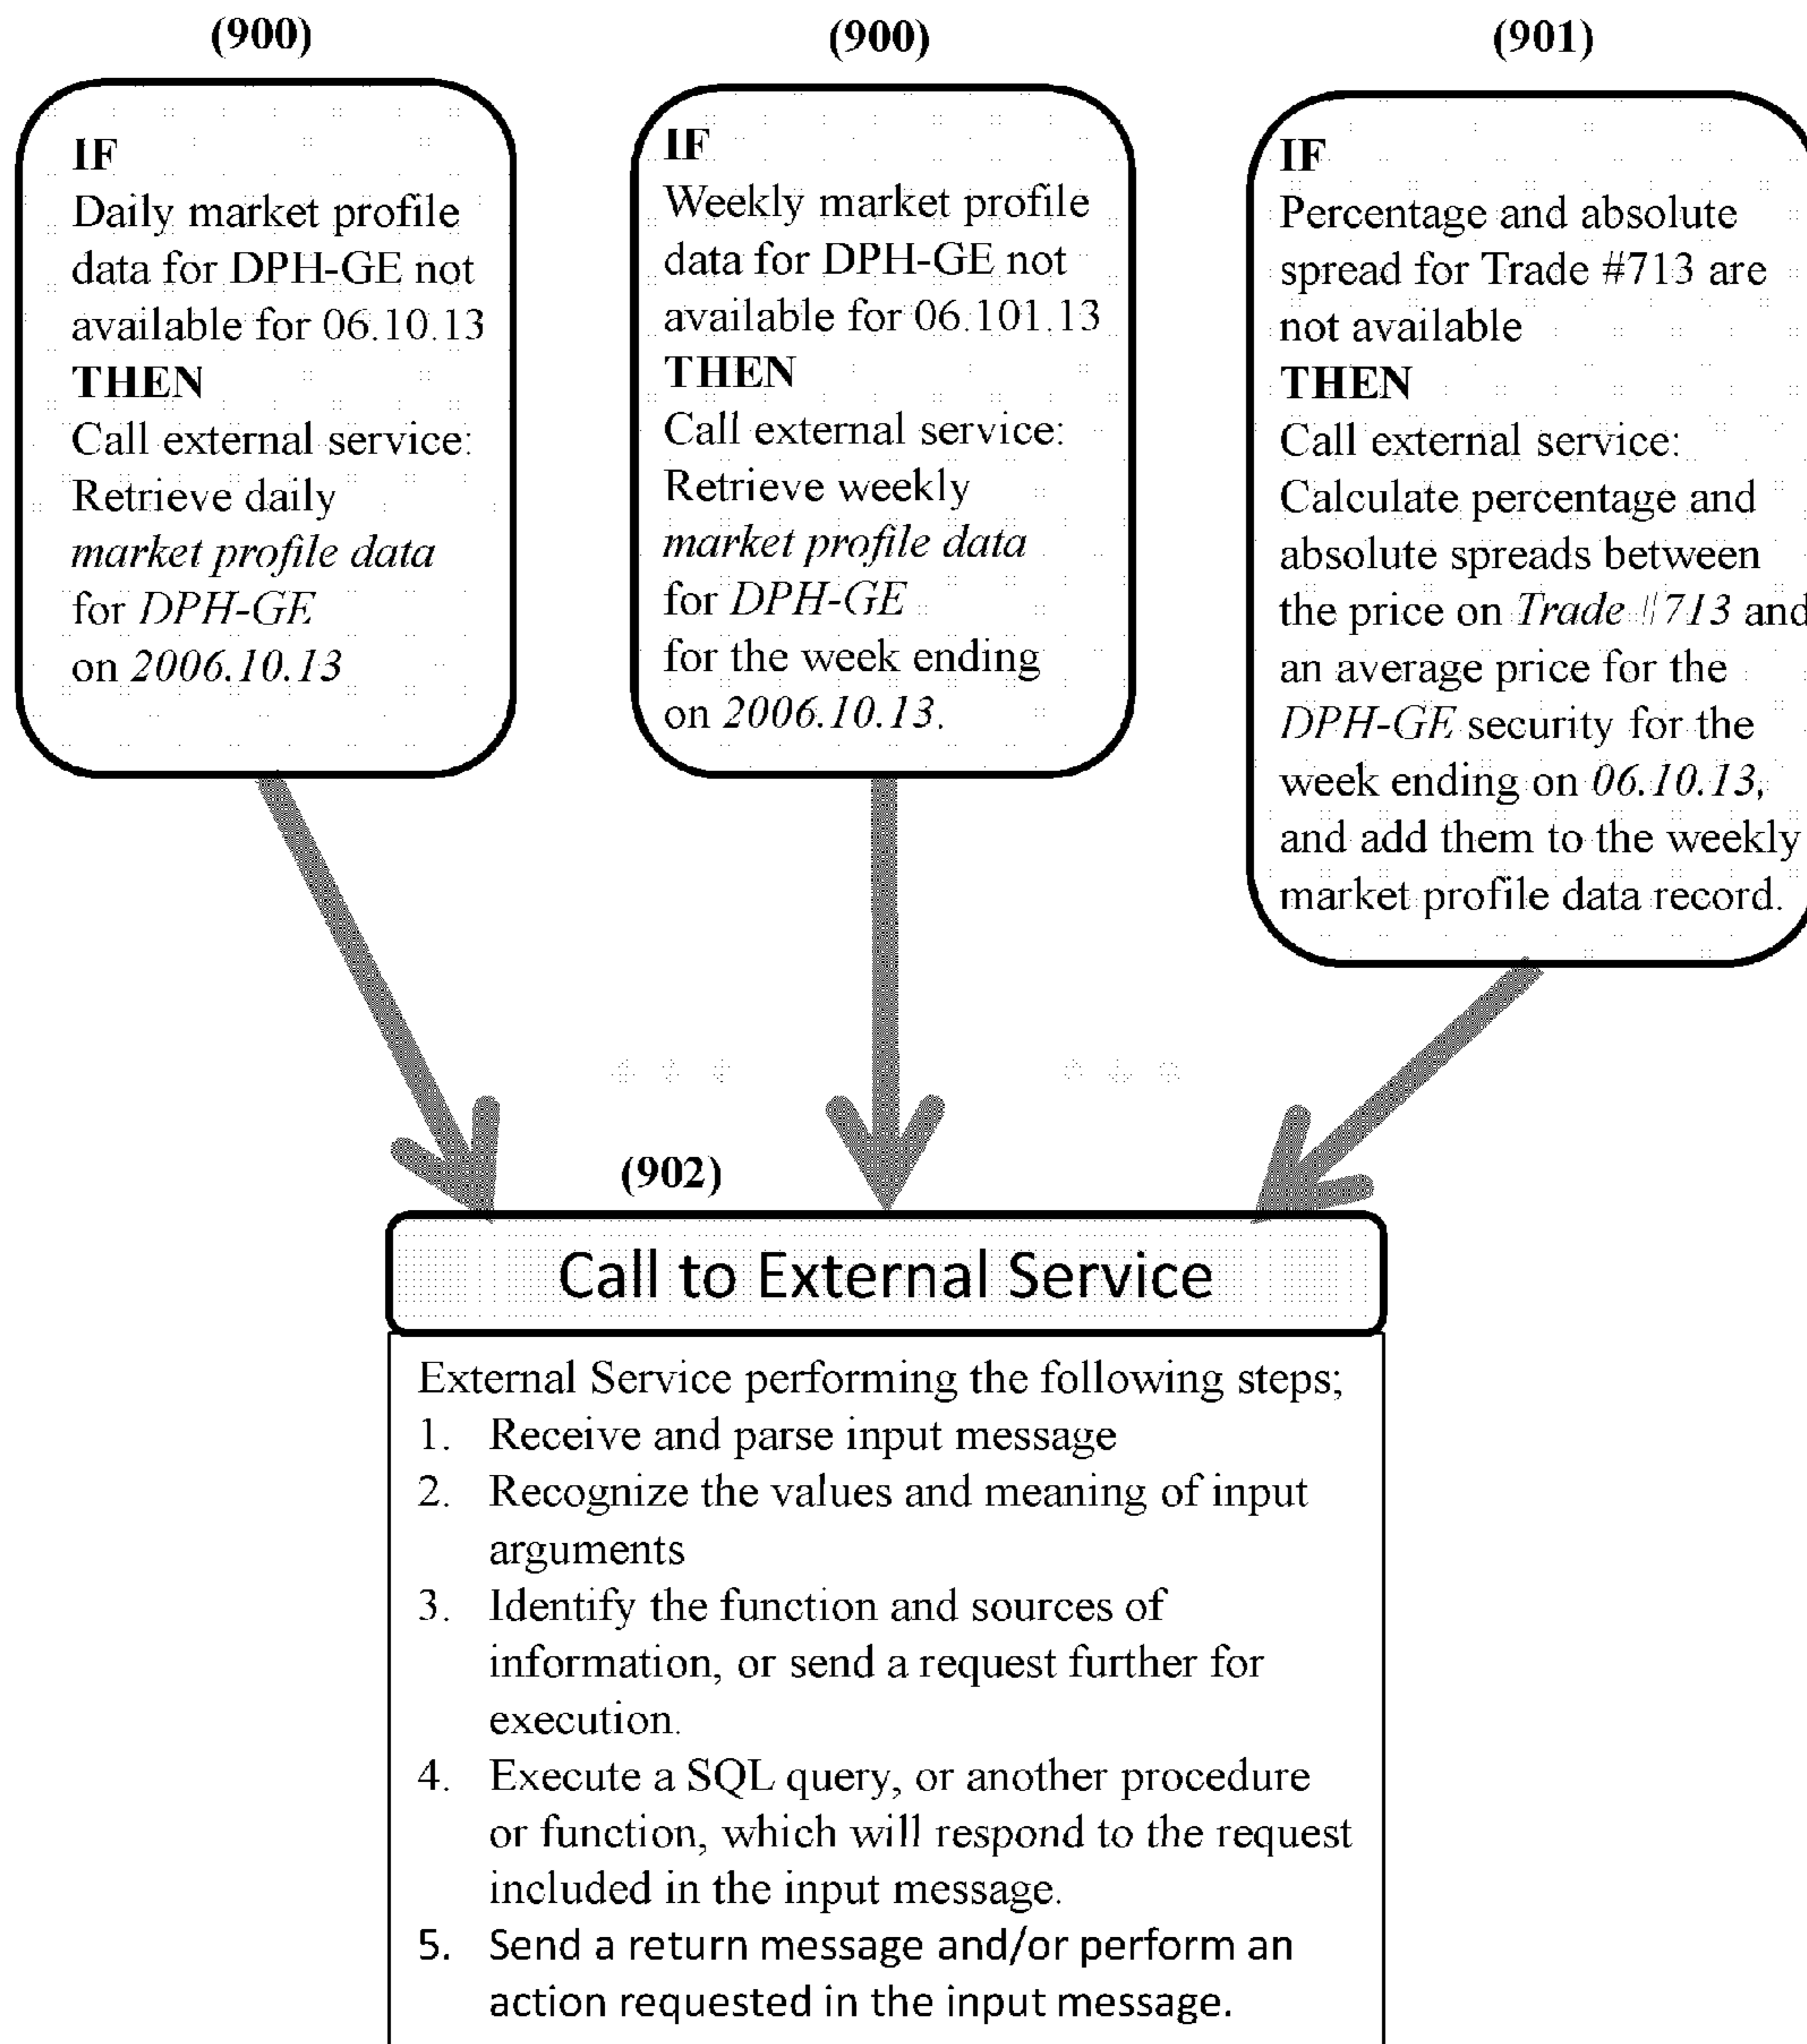 (900)
IF
Daily market profile
data for DPH-GE not
available for 06.10.13
THEN
Call external service:
Retrieve daily
market profile data
for DPH-GE
on 2006.10.13
(900)
IF
Weekly market profile
data for DPH-GE not
available for 06.101.13
THEN
Call external service:
Retrieve weekly
market profile data
for DPH-GE
for the week ending
on 2006.10.13.
(901)
IF
Percentage and absolute
spread for Trade #713 are
not available
THEN
Call external service:
Calculate percentage and
absolute spreads between
the price on Trade #713 and
an average price for the
DPH-GE security for the
week ending on 06.10.13,
and add them to the weekly
market profile data record.
(902)
Call to External Service
External Service performing the following steps;
1. Receive and parse input message
2. Recognize the values and meaning of input
arguments
3. Identify the function and sources of
information, or send a request further for
execution.
4. Execute a SQL query, or another procedure
or function, which will respond to the request
included in the input message.
5. Send a return message and/or perform an
action requested in the input message.